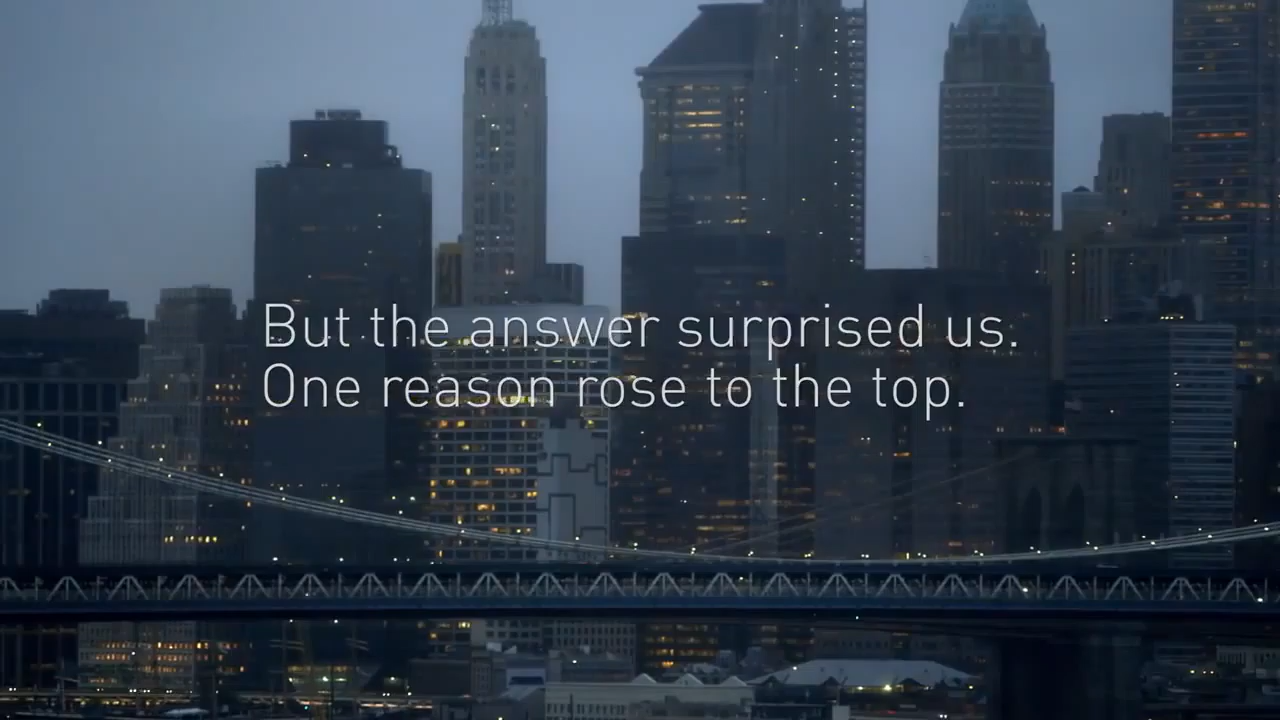 But the answer surprised us.
One reason rose to the top.